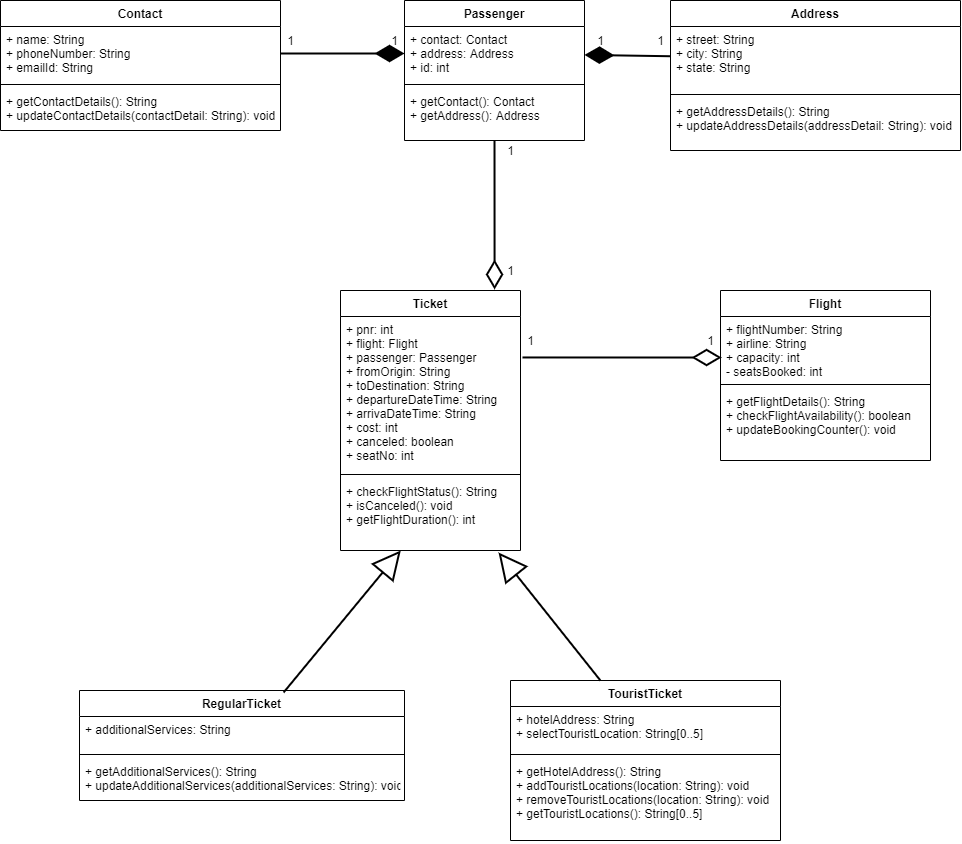 Contact
+ name: String
+ phoneNumber: String
+ emailId: String
+ getContactDetails(): String
+ updateContactDetails(contactDetail: String): void
1
1
Passenger
+ contact: Contact
+ address: Address
+ id: int
+ getContact(): Contact
+ getAddress(): Address
1
1
Address
+ street: String
+ city: String
+ state: String
+ getAddressDetails(): String
+ updateAddressDetails(addressDetail: String): void
1
1
Ticket
+ pnr: int
+ flight: Flight
+ passenger: Passenger
+ fromOrigin: String
+ toDestination: String
+ departureDateTime: String
+ arrivaDateTime: String
+ cost: int
+ canceled: boolean
+ seatNo: int
+ checkFlightStatus(): String
+ isCanceled(): void
+ getFlightDuration(): int
1
1
Flight
+ flightNumber: String
+ airline: String
+ capacity: int
- seatsBooked: int
+ getFlightDetails(): String
+ checkFlightAvailability(): boolean
+ updateBookingCounter(): void
RegularTicket
+ additionalServices: String
+ getAdditionalServices(): String
+ updateAdditionalServices(additionalServices: String): void
TouristTicket
+ hotelAddress: String
+ selectTouristLocation: String[0..5]
+ getHotelAddress(): String
+ addTouristLocations(location: String): void
+ removeTouristLocations(location: String): void
+ getTouristLocations(): String[0..5]